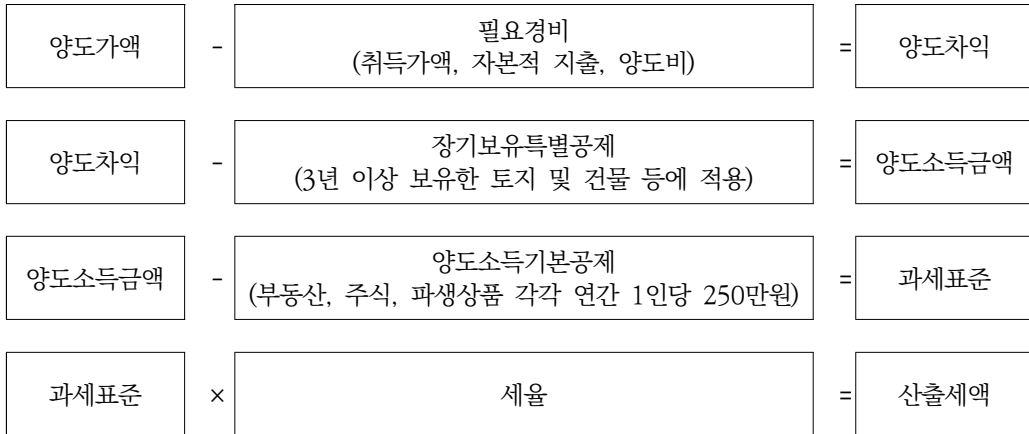 양도가액 - 필요경비 = 양도차익
(취득가액, 자본적 지출, 양도비)
양도차익 - 장기보유특별공제 = 양도소득금액
(3년 이상 보유한 토지 및 건물 등에 적용)
양도소득금액 - 양도소득기본공제 = 과세표준
(부동산, 주식, 파생상품 각각 연간 1인당 250만원)
과세표준 × 세율 = 산출세액